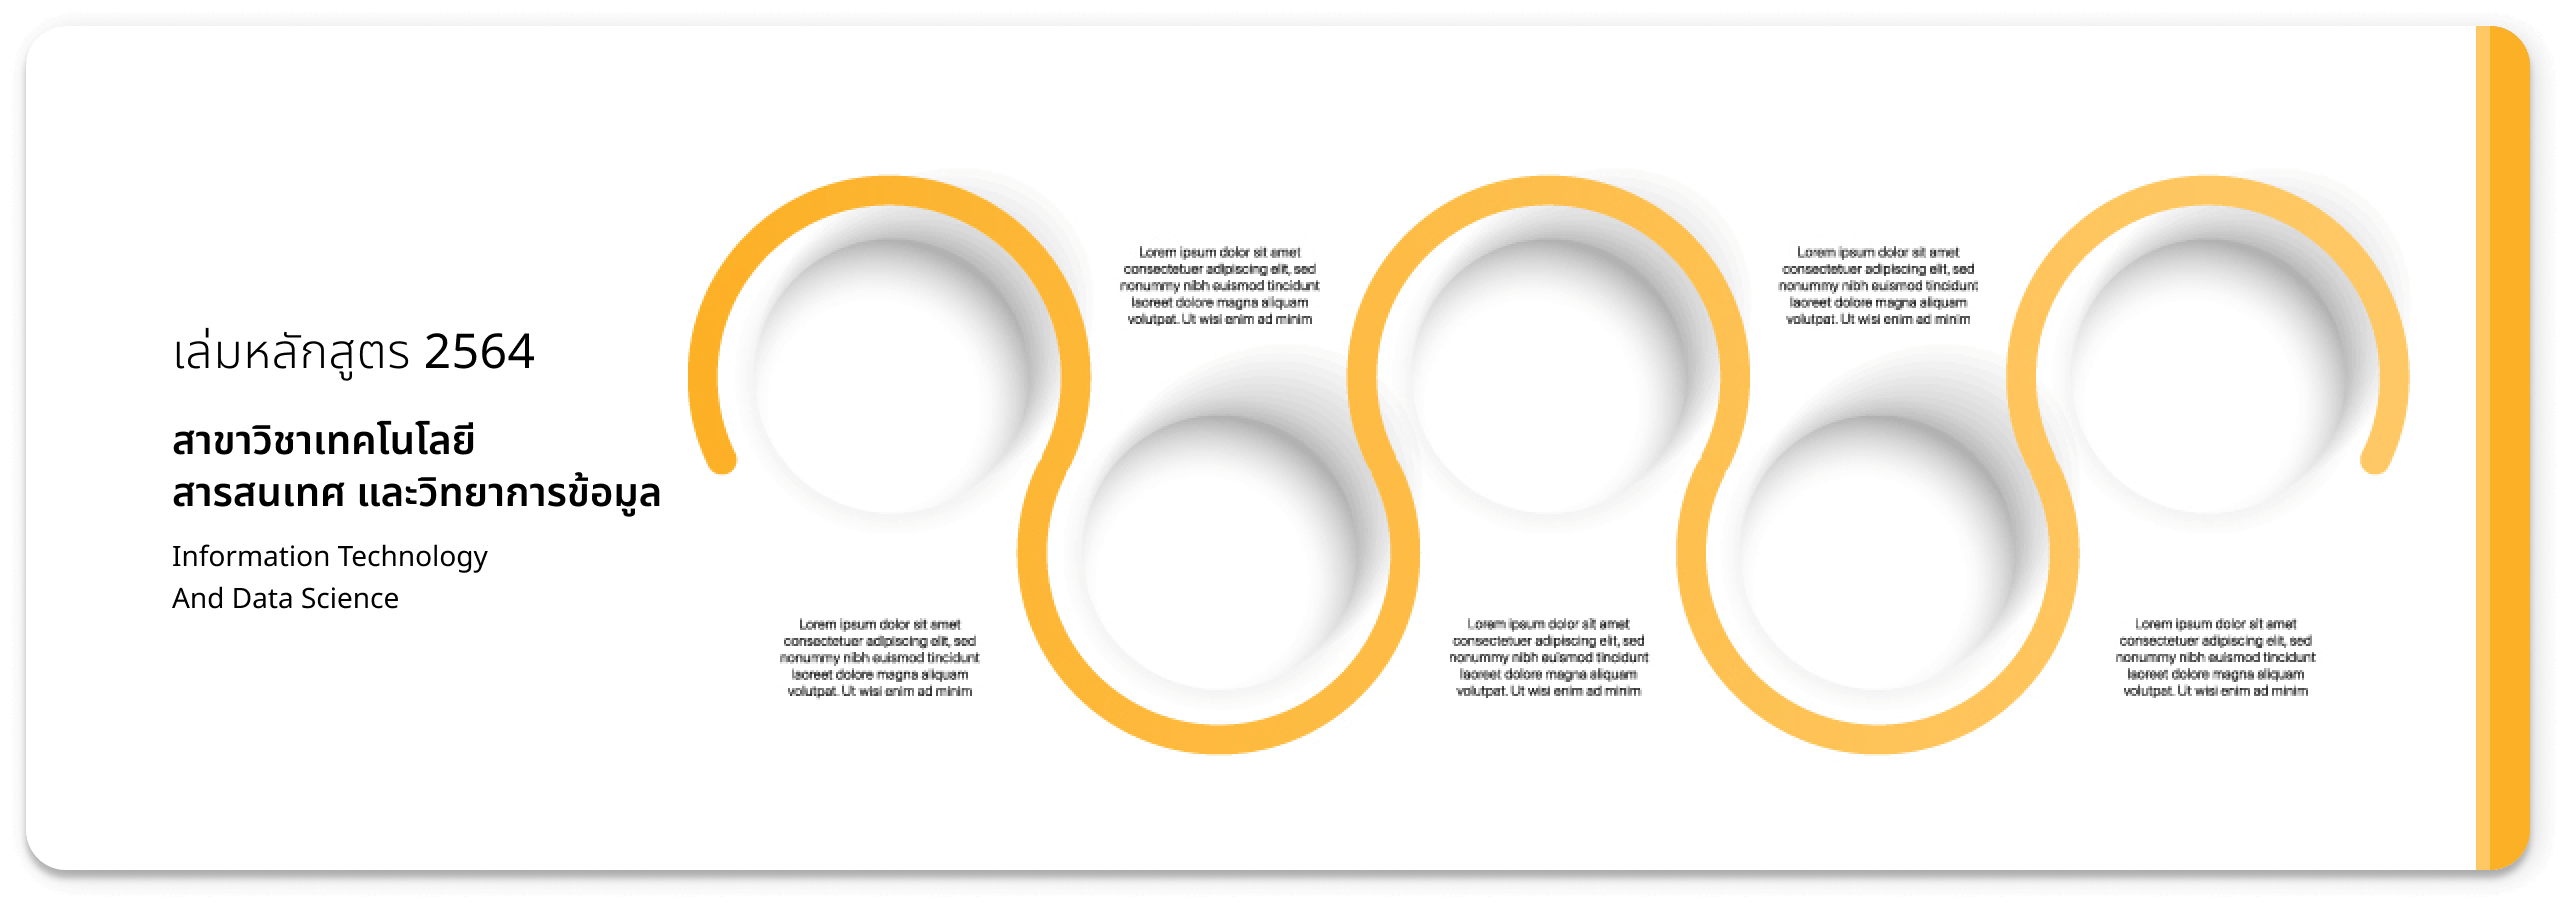 เล่มหลักสูตร 2564
สาขาวิชาเทคโนโลยี
สารสนเทศ และวิทยาการข้อมูล
Information Technology
And Data Science
Lorem ipsum dolor sit amet
consectetuer adipiscing elit, sed
nonummy nibh euismod tincidunt
laoreet dolore magna aliquam
volutpat. Ut wisi enim ad minim
Lorem ipsum dolor sit amet
consectetuer adipiscing elit, sed
nonummy nibh euismod tincidunt
laoreet dolore magna aliquam
volutpat. Ut wisi enim ad minim
Lorem ipsum dolor sit amet
consectetuer adipiscing elit, sed
nonummy nibh euismod tincidunt
laoreet dolore magna aliquam
volutpat. Ut wisi enim ad minim
Lorem ipsum dolor sit amet
consectetuer adipiscing elit, sed
nonummy nibh euismod tincidunt
laoreet dolore magna aliquam
volutpat. Ut wisi enim ad minim
Lorem ipsum dolor sit amet
consectetuer adipiscing elit, sed
nonummy nibh euismod tincidunt
laoreet dolore magna aliquam
volutpat. Ut wisi enim ad minim